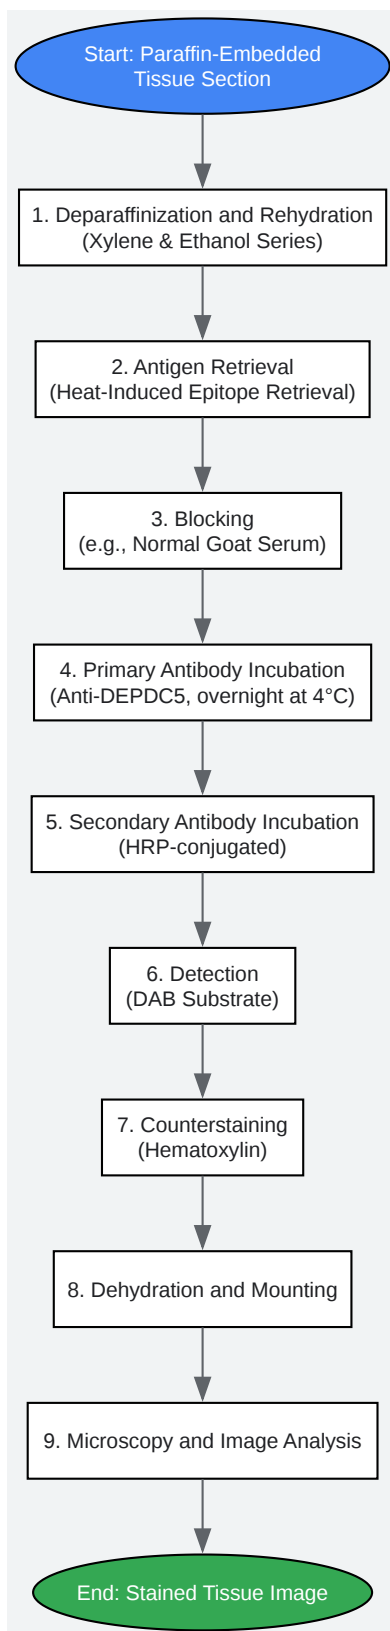 Start: Paraffin-Embedded
Tissue Section
1. Deparaffinization and Rehydration
(Xylene & Ethanol Series)
2. Antigen Retrieval
(Heat-Induced Epitope Retrieval)
3. Blocking
(e.g., Normal Goat Serum)
4. Primary Antibody Incubation
(Anti-DEPDC5, overnight at 4°C)
5. Secondary Antibody Incubation
(HRP-conjugated)
6. Detection
(DAB Substrate)
7. Counterstaining
(Hematoxylin)
8. Dehydration and Mounting
9. Microscopy and Image Analysis
End: Stained Tissue Image